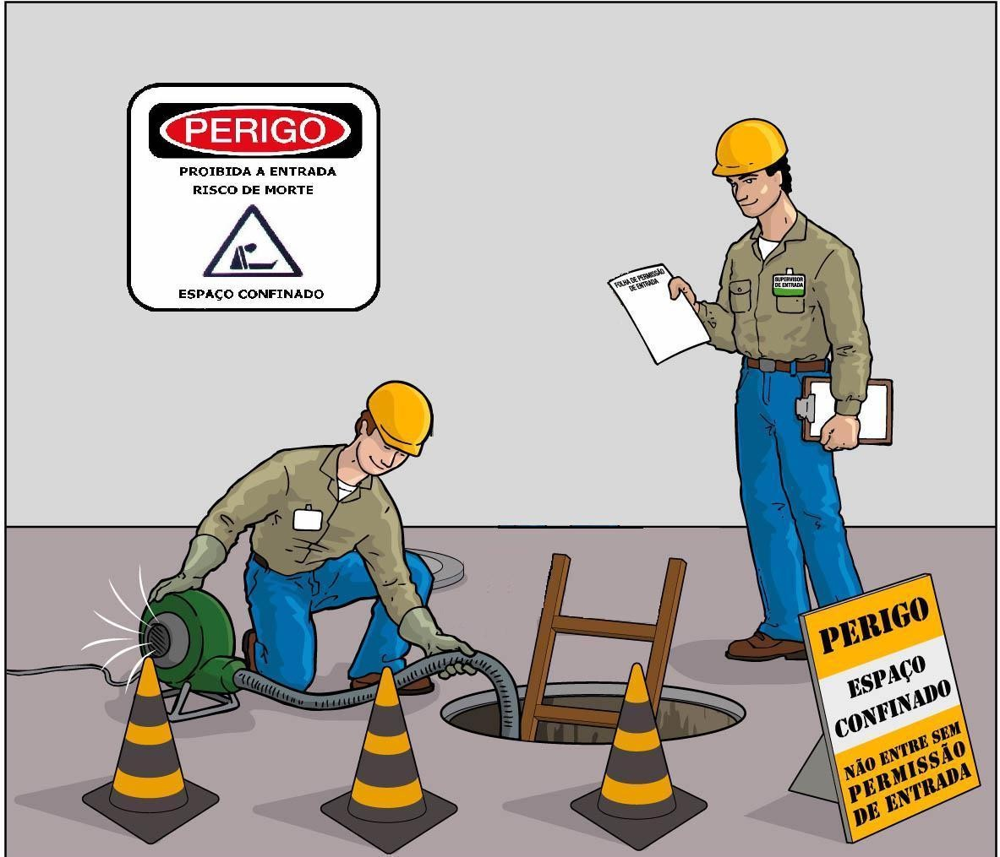 PERIGO
PROIBIDA A ENTRADA
RISCO DE MORTE
ESPAÇO CONFINADO
FOLHA DE PERMISSÃO
DE ENTRADA
SUPERVISOR
DE ENTRADA
PERIGO
ESPAÇO
CONFINADO
NÃO ENTRE SEM
PERMISSÃO
DE ENTRADA